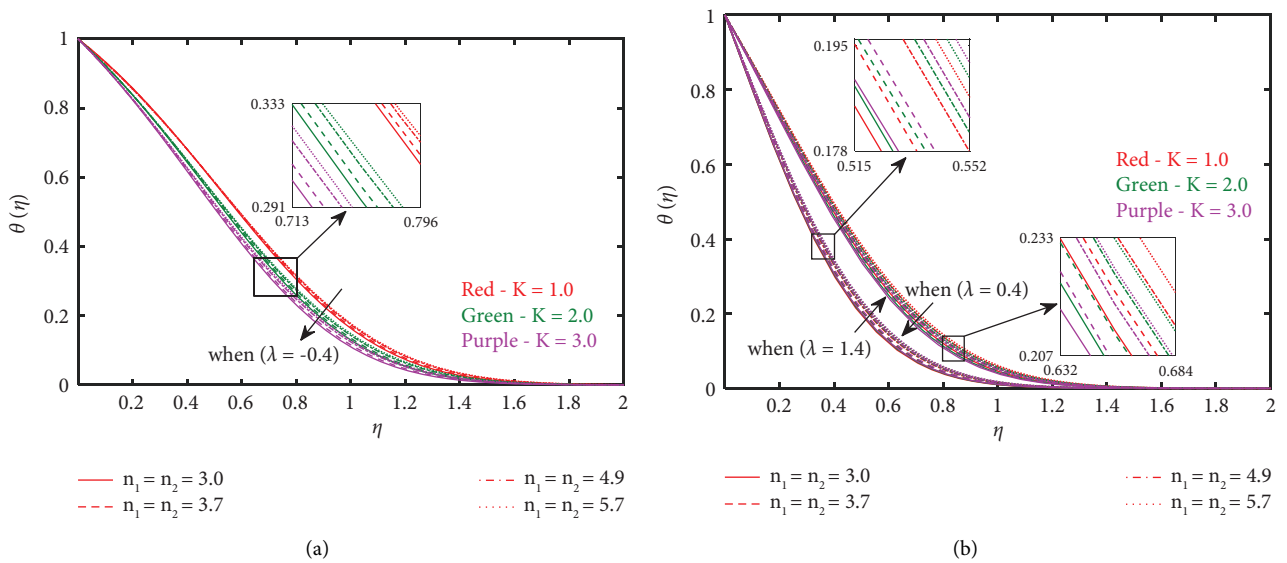 1
0.8
0.6
0.4
0.2
0
0.2 0.4 0.6 0.8 1 1.2 1.4 1.6 1.8 2
θ (η)
η
0.333
0.291
0.713 0.796
when (λ = -0.4)
Red - K = 1.0
Green - K = 2.0
Purple - K = 3.0
n1 = n2 = 3.0
n1 = n2 = 3.7
n1 = n2 = 4.9
n1 = n2 = 5.7
(a)
1
0.8
0.6
0.4
0.2
0
0.2 0.4 0.6 0.8 1 1.2 1.4 1.6 1.8 2
θ (η)
η
0.195
0.178
0.515 0.552
Red - K = 1.0
Green - K = 2.0
Purple - K = 3.0
0.233
0.207
0.632 0.684
when (λ = 0.4)
when (λ = 1.4)
n1 = n2 = 3.0
n1 = n2 = 3.7
n1 = n2 = 4.9
n1 = n2 = 5.7
(b)